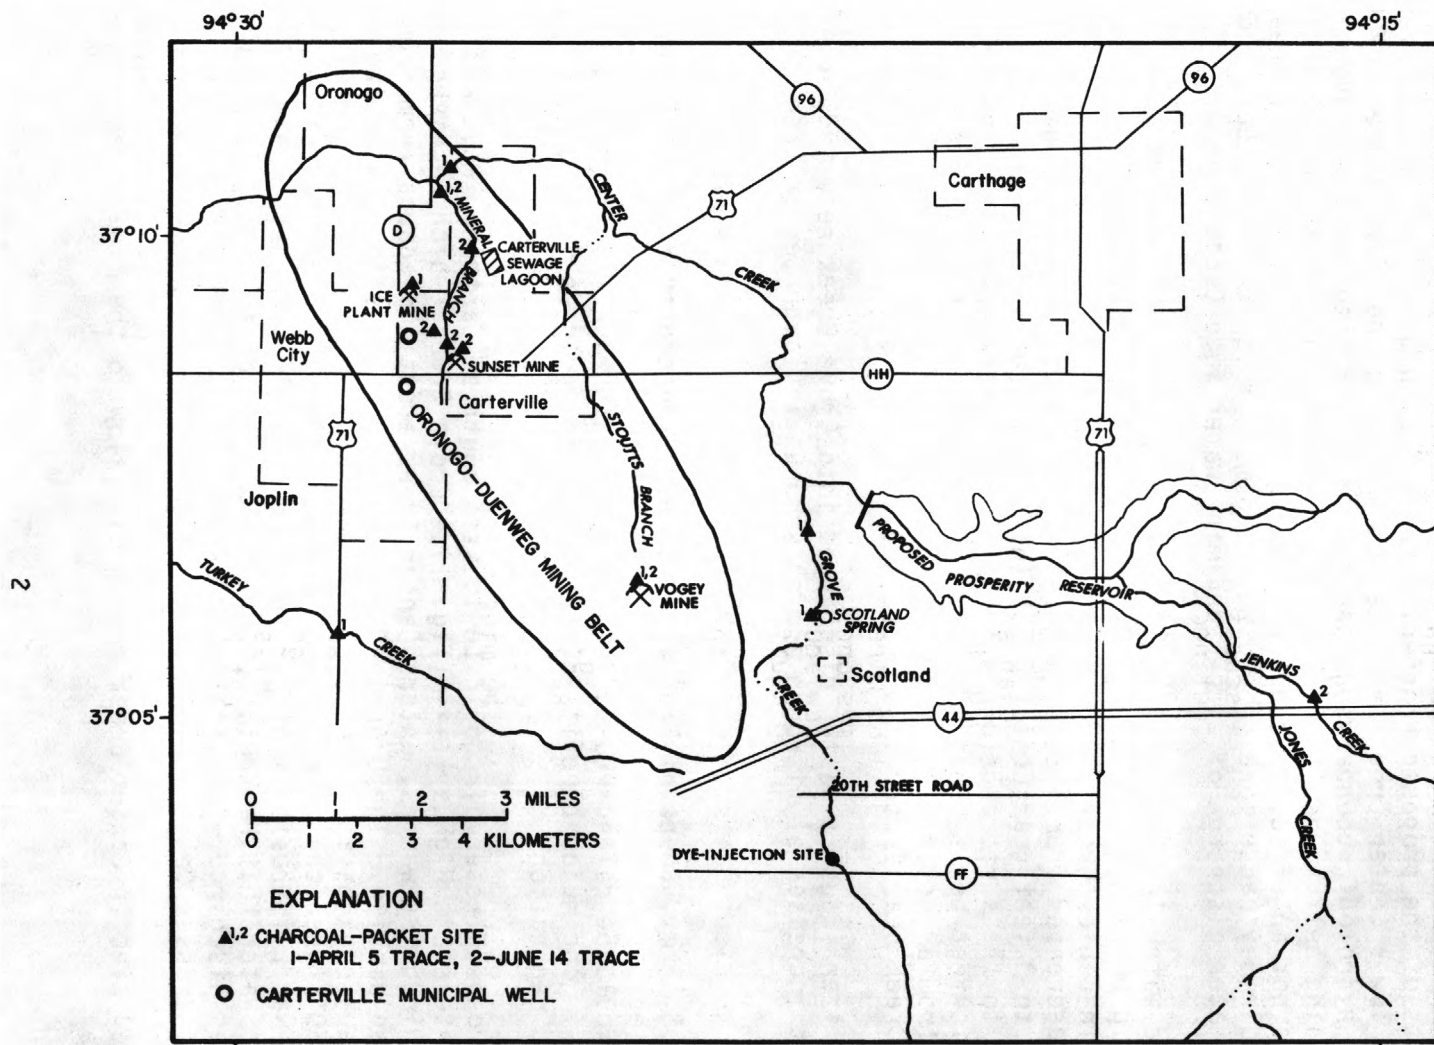 94°30'
94°15'
Oronogo
96
96
1
1,2
CENTER
Carthage
71
37°10'
D
MINERAL
2
CARTERVILLE
SEWAGE
LAGOON
BRANCH
CREEK
1
ICE
PLANT MINE
2
2
2
Webb
City
SUNSET MINE
HH
Carterville
71
71
STOUTTS
BRANCH
Joplin
ORONOGO-DUENWEG MINING BELT
1
GROVE
PROPOSED PROSPERITY RESERVOIR
2
TURKEY
1,2
VOGEY
MINE
1
SCOTLAND
SPRING
1
CREEK
JENKINS
Scotland
2
CREEK
CREEK
37°05'
44
JONES
CREEK
20TH STREET ROAD
0 1 2 3 MILES
0 1 2 3 4 KILOMETERS
DYE-INJECTION SITE
FF
EXPLANATION
1,2 CHARCOAL-PACKET SITE
1-APRIL 5 TRACE, 2-JUNE 14 TRACE
CARTERVILLE MUNICIPAL WELL